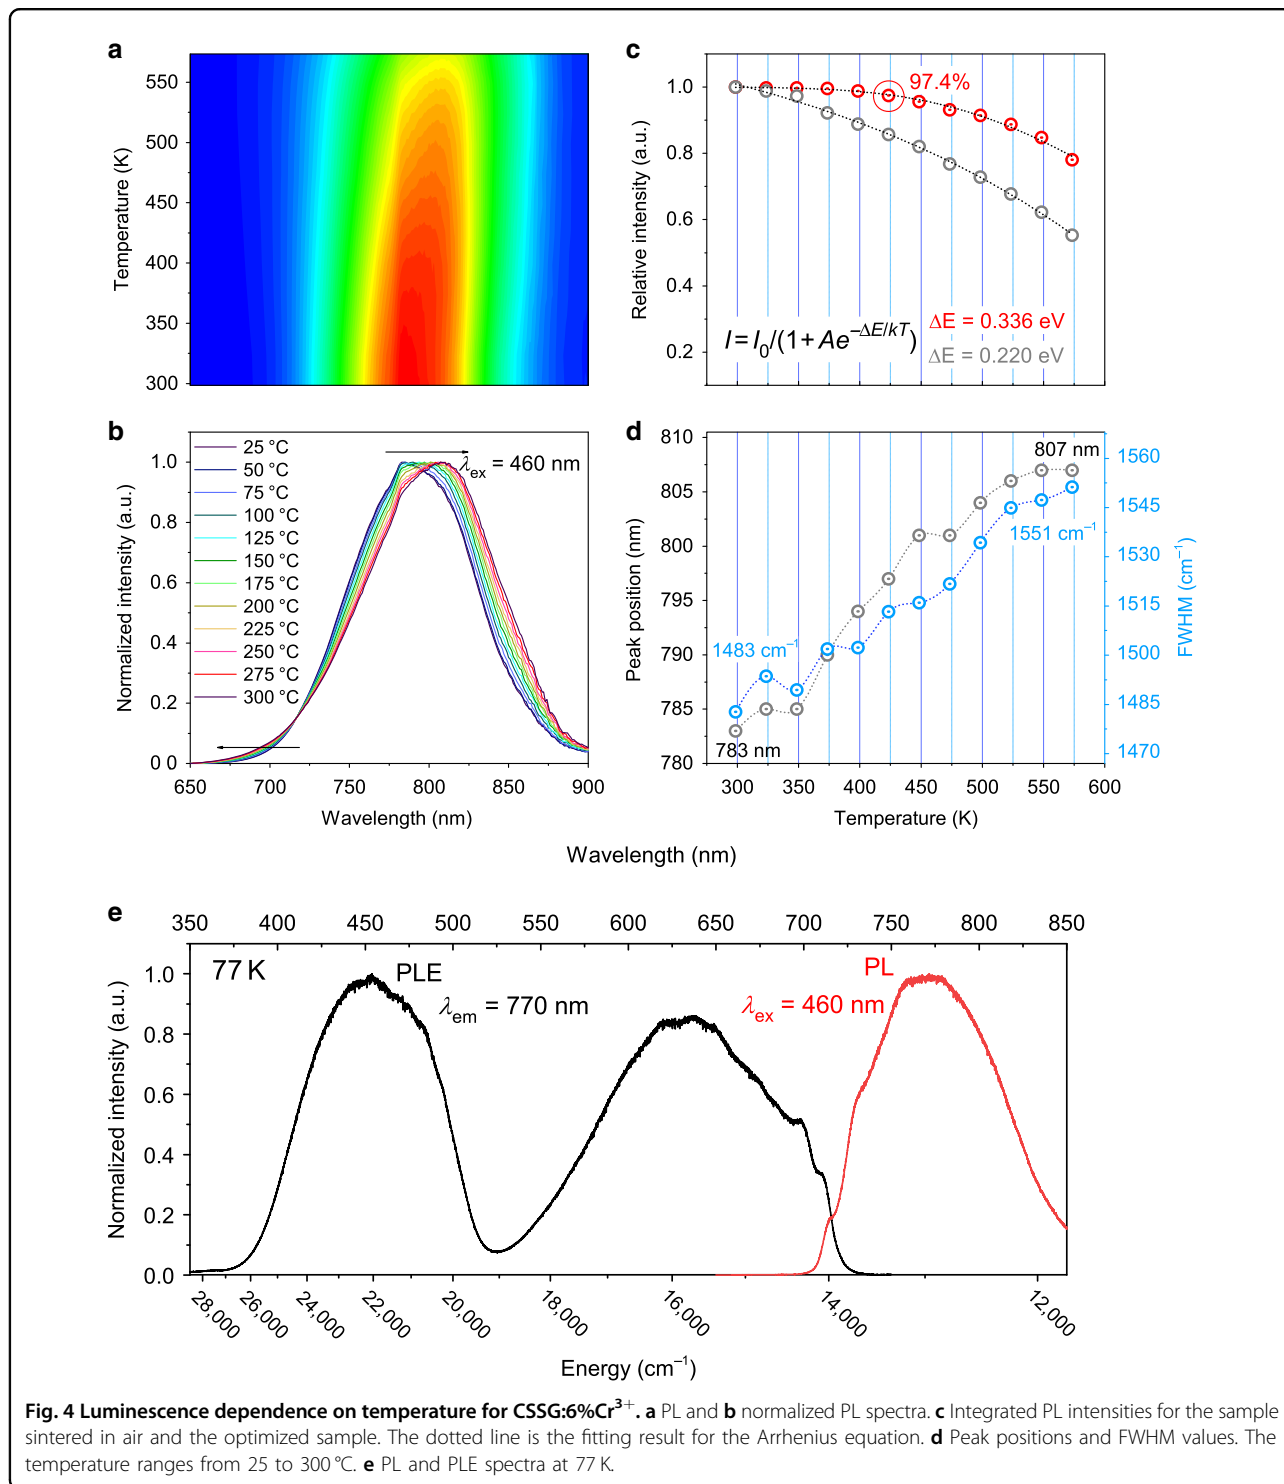 a
Temperature (K)
550
500
450
400
350
300
c
Relative intensity (a.u.)
1.0
0.8
0.6
0.4
0.2
97.4%
I = I0/(1 + Ae−ΔE/kT)
ΔE = 0.336 eV
ΔE = 0.220 eV
b
Normalized intensity (a.u.)
1.0
0.8
0.6
0.4
0.2
0 0
25 °C
50 °C
75 °C
100 °C
125 °C
150 °C
175 °C
200 °C
225 °C
250 °C
275 °C
300 °C
λex = 460 nm
650 700 750 800 850 900
Wavelength (nm)
d
Peak position (nm)
810
805
800
795
790
785
780
807 nm
1551 cm−1
1483 cm−1
783 nm
1560
1545
1530
1515
1500
1485
1470
FWHM (cm−1)
300 350 400 450 500 550 600
Temperature (K)
Wavelength (nm)
e
350 400 450 500 550 600 650 700 750 800 850
Normalized intensity (a.u.)
1.0
0.8
0.6
0.4
0.2
0.0
77 K
PLE
λem = 770 nm
PL
λex = 460 nm
28,000 26,000 24,000 22,000 20,000 18,000 16,000 14,000 12,000
Energy (cm−1)
Fig. 4 Luminescence dependence on temperature for CSSG:6%Cr3+. a PL and b normalized PL spectra. c Integrated PL intensities for the sample
sintered in air and the optimized sample. The dotted line is the fitting result for the Arrhenius equation. d Peak positions and FWHM values. The
temperature ranges from 25 to 300 °C. e PL and PLE spectra at 77 K.